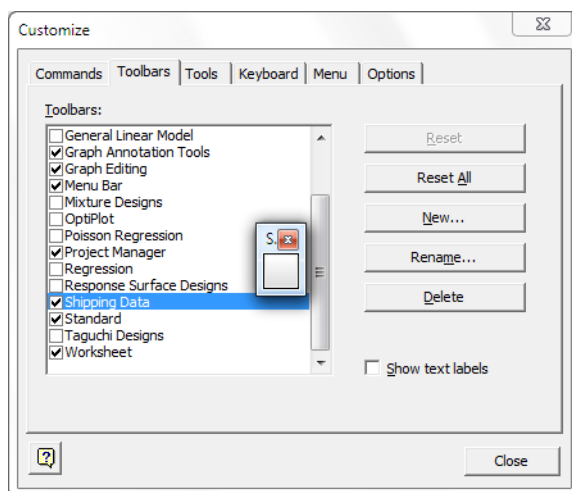 Customize
Commands Toolbars Tools Keyboard Menu Options
Toolbars:
General Linear Model
Graph Annotation Tools
Graph Editing
Menu Bar
Mixture Designs
OptiPlot
Poisson Regression
Project Manager
Regression
Response Surface Designs
Shipping Data
Standard
Taguchi Designs
Worksheet
S.
Reset
Reset All
New...
Rename...
Delete
Show text labels
?
Close